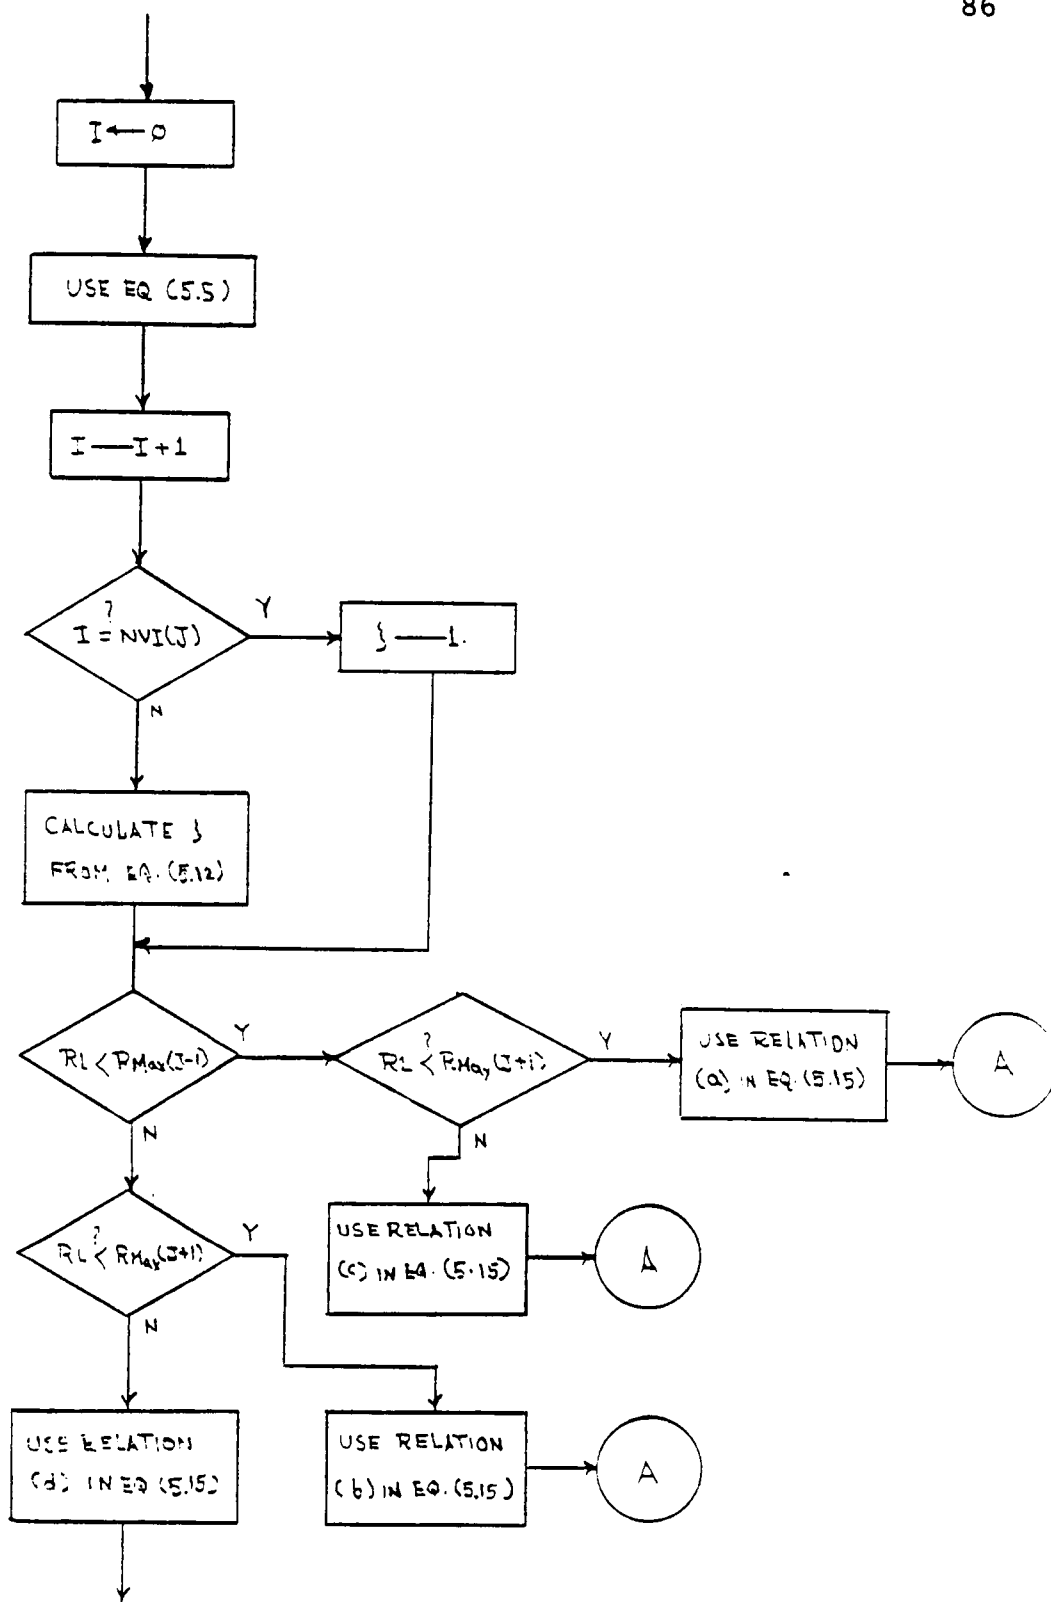 86
I ← 0
USE EQ (5.5)
I — I + 1
?
I = NVI(J)
Y
} — 1.
N
CALCULATE }
FROM EQ. (5.12)
RL < RMax(J-1)
Y
?
RL < RMax(J+1)
Y
USE RELATION
(a) IN EQ. (5.15)
A
N
N
USE RELATION
(c) IN EQ. (5.15)
A
?
RL < RMax(J+1)
Y
N
USE RELATION
(d) IN EQ (5.15)
USE RELATION
(b) IN EQ. (5.15)
A